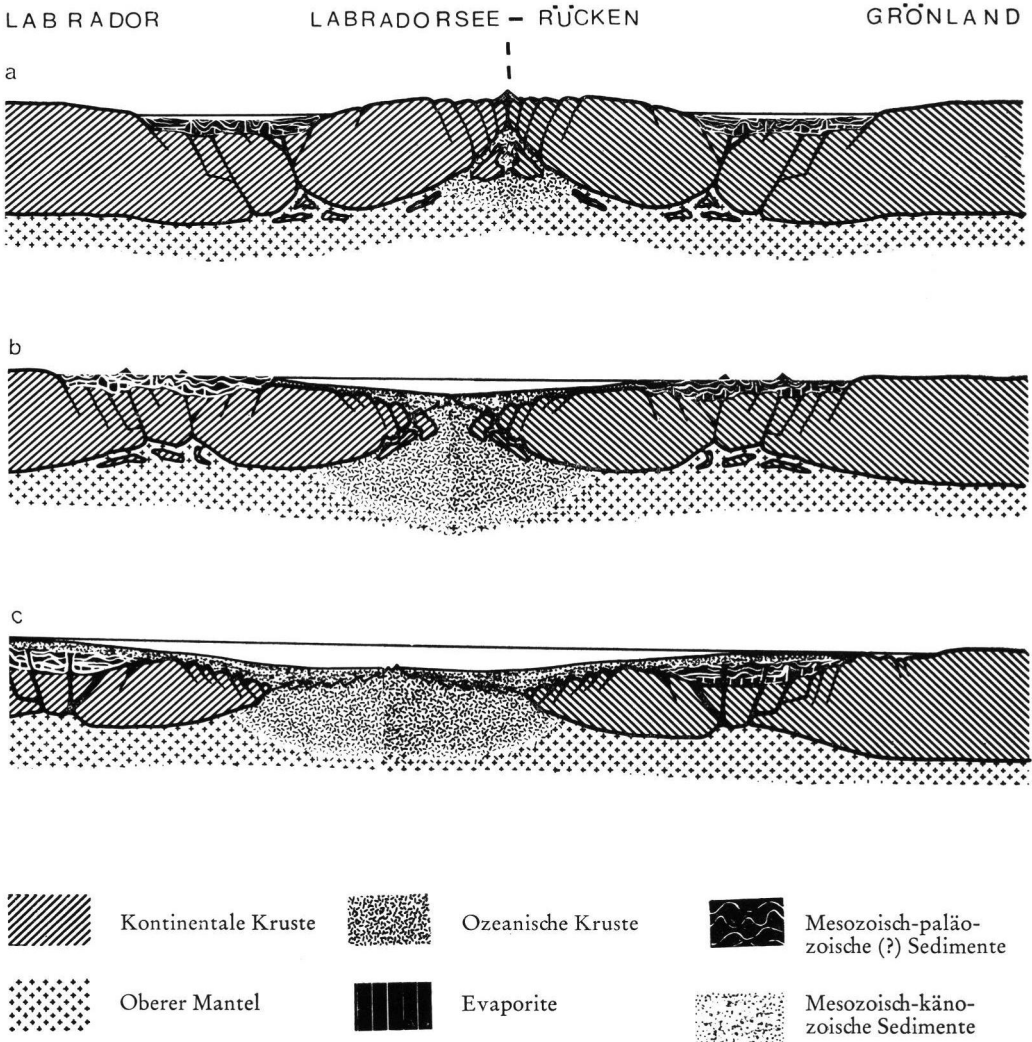 LABRADOR LABRADORSEE – RÜCKEN GRÖNLAND
a
b
c
Kontinentale Kruste
Ozeanische Kruste
Mesozoisch-paläo-
zoische (?) Sedimente
Oberer Mantel
Evaporite
Mesozoisch-käno-
zoische Sedimente